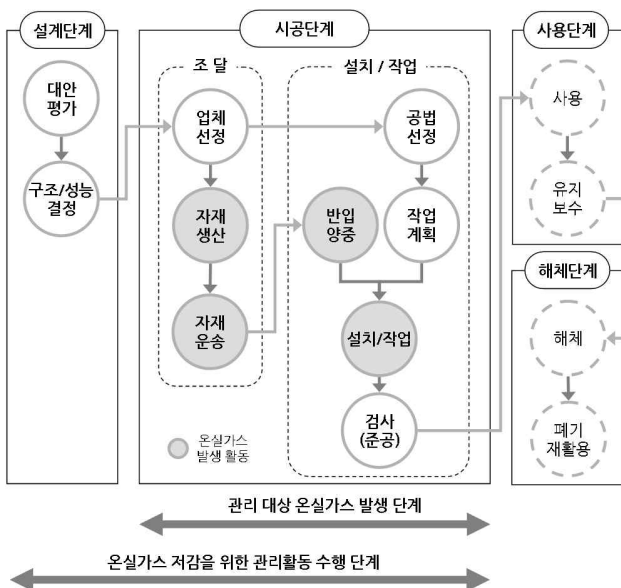 설계단계
대안
평가
구조/성능
결정
시공단계
조 달
업체
선정
자재
생산
자재
운송
온실가스
발생 활동
설치 / 작업
공법
선정
반입
양중
작업
계획
설치/작업
검사
(준공)
사용단계
사용
유지
보수
해체단계
해체
폐기
재활용
관리 대상 온실가스 발생 단계
온실가스 저감을 위한 관리활동 수행 단계